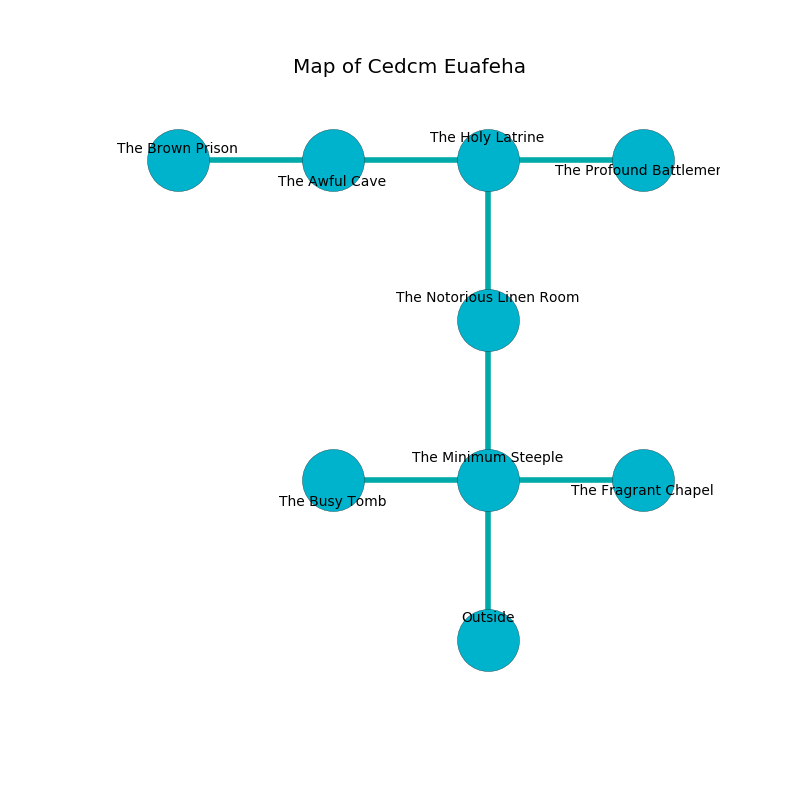 Map of Cedcm Euafeha
The Holy Latrine
The Brown Prison
The Profound Battlemer
The Awful Cave
The Notorious Linen Room
The Minimum Steeple
The Fragrant Chapel
The Busy Tomb
Outside